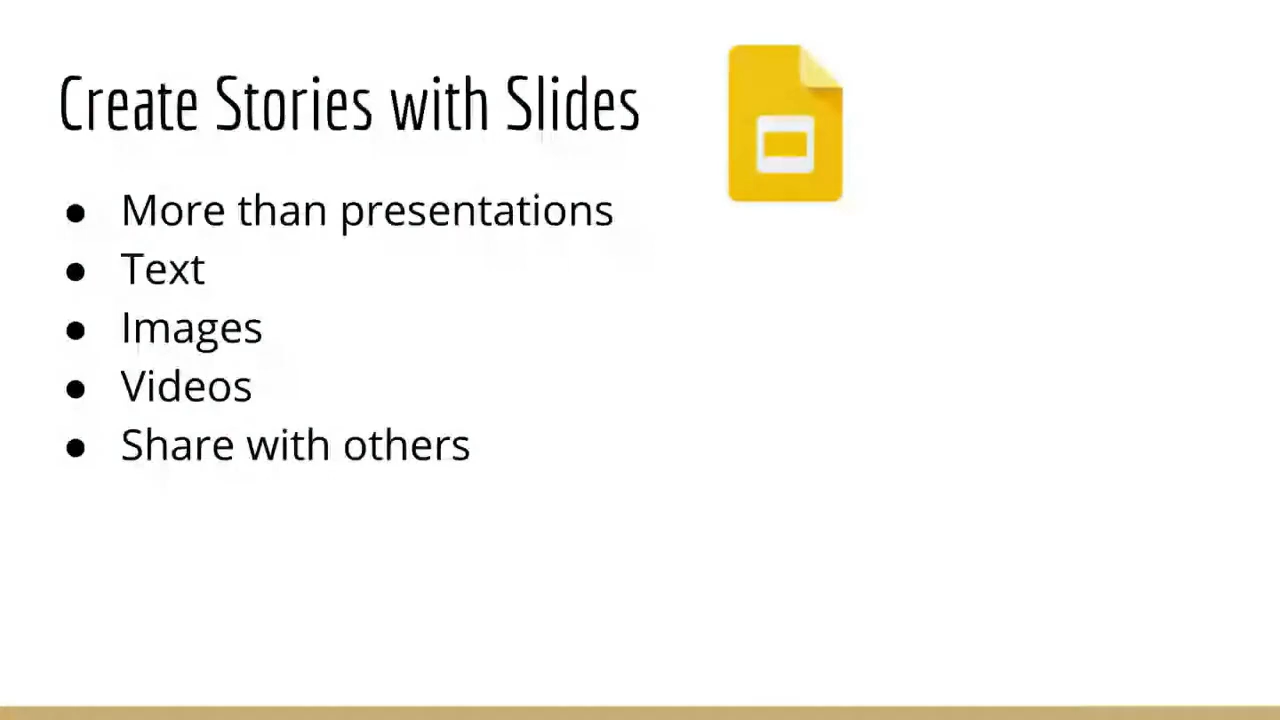 Create Stories with Slides
● More than presentations
● Text
● Images
● Videos
● Share with others